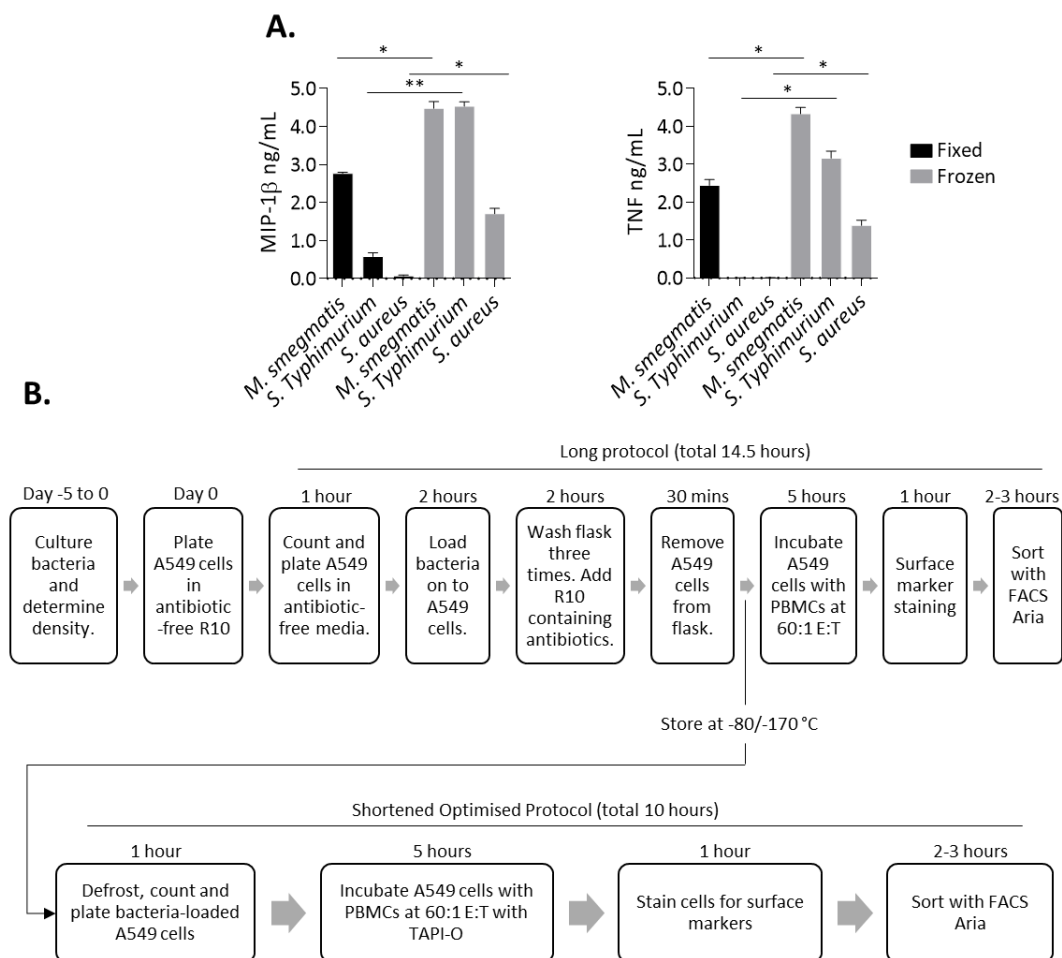 A.
* * **
5.0
4.0
3.0
2.0
1.0
0.0
MIP-1β ng/mL
M. smegmatis
S. Typhimurium
S. aureus
M. smegmatis
S. Typhimurium
S. aureus
* * *
5.0
4.0
3.0
2.0
1.0
0.0
TNF ng/mL
M. smegmatis
S. Typhimurium
S. aureus
M. smegmatis
S. Typhimurium
S. aureus
Fixed
Frozen
B.
Long protocol (total 14.5 hours)
Day -5 to 0
Culture
bacteria
and
determine
density.
Day 0
Plate
A549 cells
in
antibiotic
-free R10
1 hour
Count and
plate A549
cells in
antibiotic-
free media.
2 hours
Load
bacteria
on to
A549
cells.
2 hours
Wash flask
three
times. Add
R10
containing
antibiotics.
30 mins
Remove
A549
cells
from
flask.
5 hours
Incubate
A549
cells with
PBMCs at
60:1 E:T
1 hour
Surface
marker
staining
2-3 hours
Sort
with
FACS
Aria
Store at -80/-170 °C
Shortened Optimised Protocol (total 10 hours)
1 hour
Defrost, count and
plate bacteria-loaded
A549 cells
5 hours
Incubate A549 cells with
PBMCs at 60:1 E:T with
TAPI-O
1 hour
Stain cells for surface
markers
2-3 hours
Sort with FACS
Aria